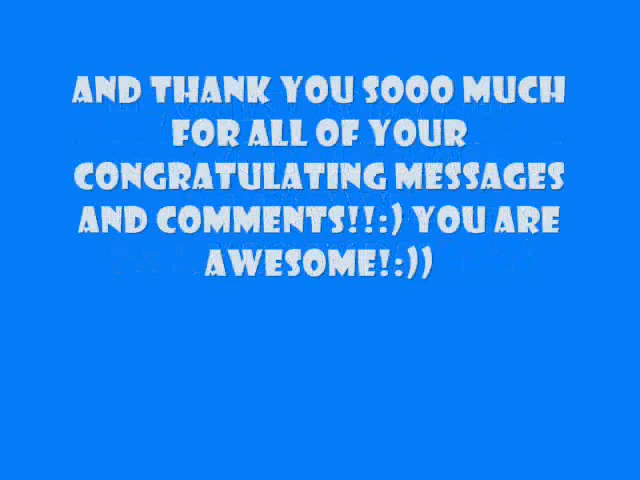 AND THANK YOU SOOO MUCH
FOR ALL OF YOUR
CONGRATULATING MESSAGES
AND COMMENTS!!:) YOU ARE
AWESOME!:))